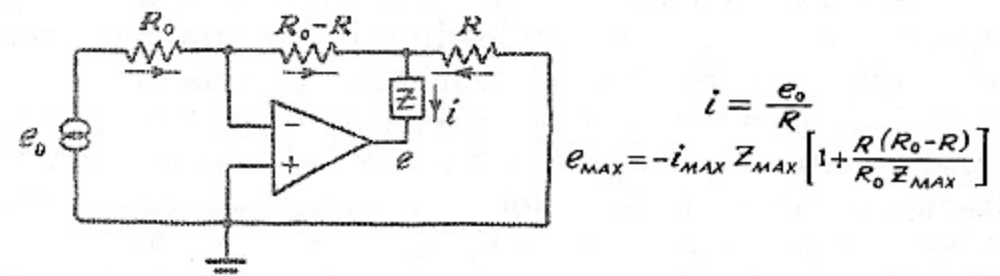 R₀ R₀-R R
e₀ - + Z i e
i = e₀/R
e_MAX = -i_MAX Z_MAX [1 + R(R₀-R)/R₀ Z_MAX]